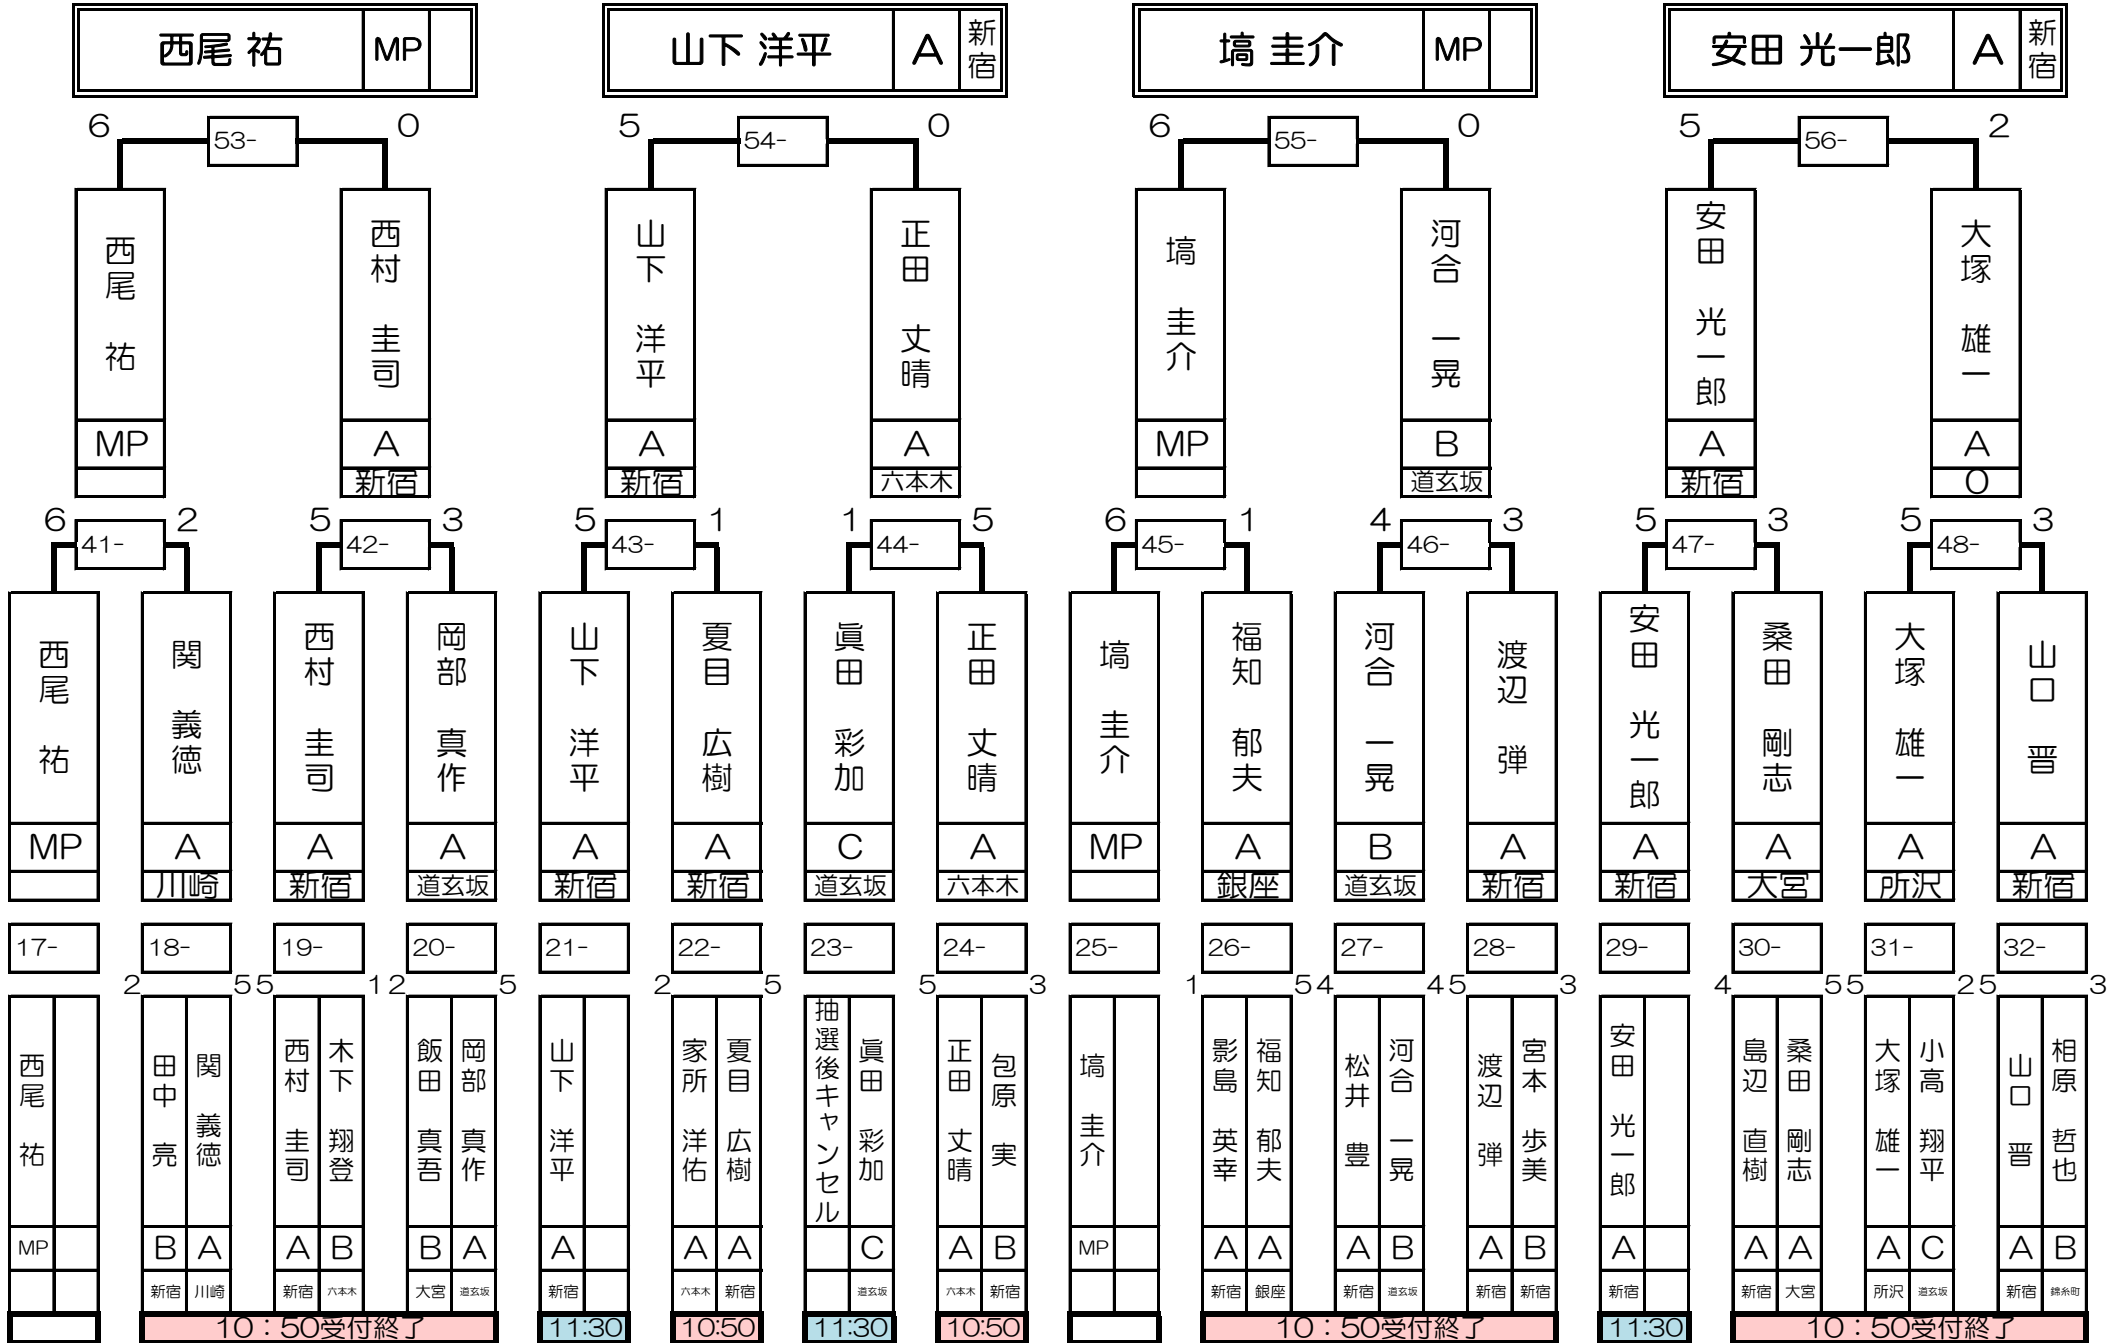 西尾 祐 MP
山下 洋平 A 新宿
塙 圭介 MP
安田 光一郎 A 新宿
6 53- 0
5 54- 0
6 55- 0
5 56- 2
西尾 祐 MP
西村 圭司 A 新宿
山下 洋平 A 新宿
正田 丈晴 A 六本木
塙 圭介 MP
河合 一晃 B 道玄坂
安田 光一郎 A 新宿
大塚 雄一 A 0
6 41- 2
5 42- 3
5 43- 1
1 44- 5
6 45- 1
4 46- 3
5 47- 3
5 48- 3
西尾 祐 MP
関 義徳 A 川崎
西村 圭司 A 新宿
岡部 真作 A 道玄坂
山下 洋平 A 新宿
夏目 広樹 A 新宿
眞田 彩加 C 道玄坂
正田 丈晴 A 六本木
塙 圭介 MP
福知 郁夫 A 銀座
河合 一晃 B 道玄坂
渡辺 弾 A 新宿
安田 光一郎 A 新宿
桑田 剛志 A 大宮
大塚 雄一 A 所沢
山口 晋 A 新宿
17-
2 18- 5
5 19- 1
2 20- 5
21-
2 22- 5
23-
5 24- 3
25-
1 26- 5
4 27- 4
5 28- 3
29-
4 30- 5
5 31- 2
5 32- 3
西尾 祐 MP
田中 亮 B 新宿
関 義徳 A 川崎
西村 圭司 A 新宿
木下 翔登 B 六本木
飯田 真吾 B 大宮
岡部 真作 A 道玄坂
山下 洋平 A 新宿
家所 洋佑 A 六本木
夏目 広樹 A 新宿
抽選後キャンセル
眞田 彩加 C 道玄坂
正田 丈晴 A 六本木
包原 実 B 新宿
塙 圭介 MP
影島 英幸 A 新宿
福知 郁夫 A 銀座
松井 豊 A 新宿
河合 一晃 B 道玄坂
渡辺 弾 A 新宿
宮本 歩美 B 新宿
安田 光一郎 A 新宿
島辺 直樹 A 新宿
桑田 剛志 A 大宮
大塚 雄一 A 所沢
小高 翔平 C 道玄坂
山口 晋 A 新宿
相原 哲也 B 錦糸町
10：50受付終了
11:30
10:50
11:30
10:50
10：50受付終了
11:30
10：50受付終了